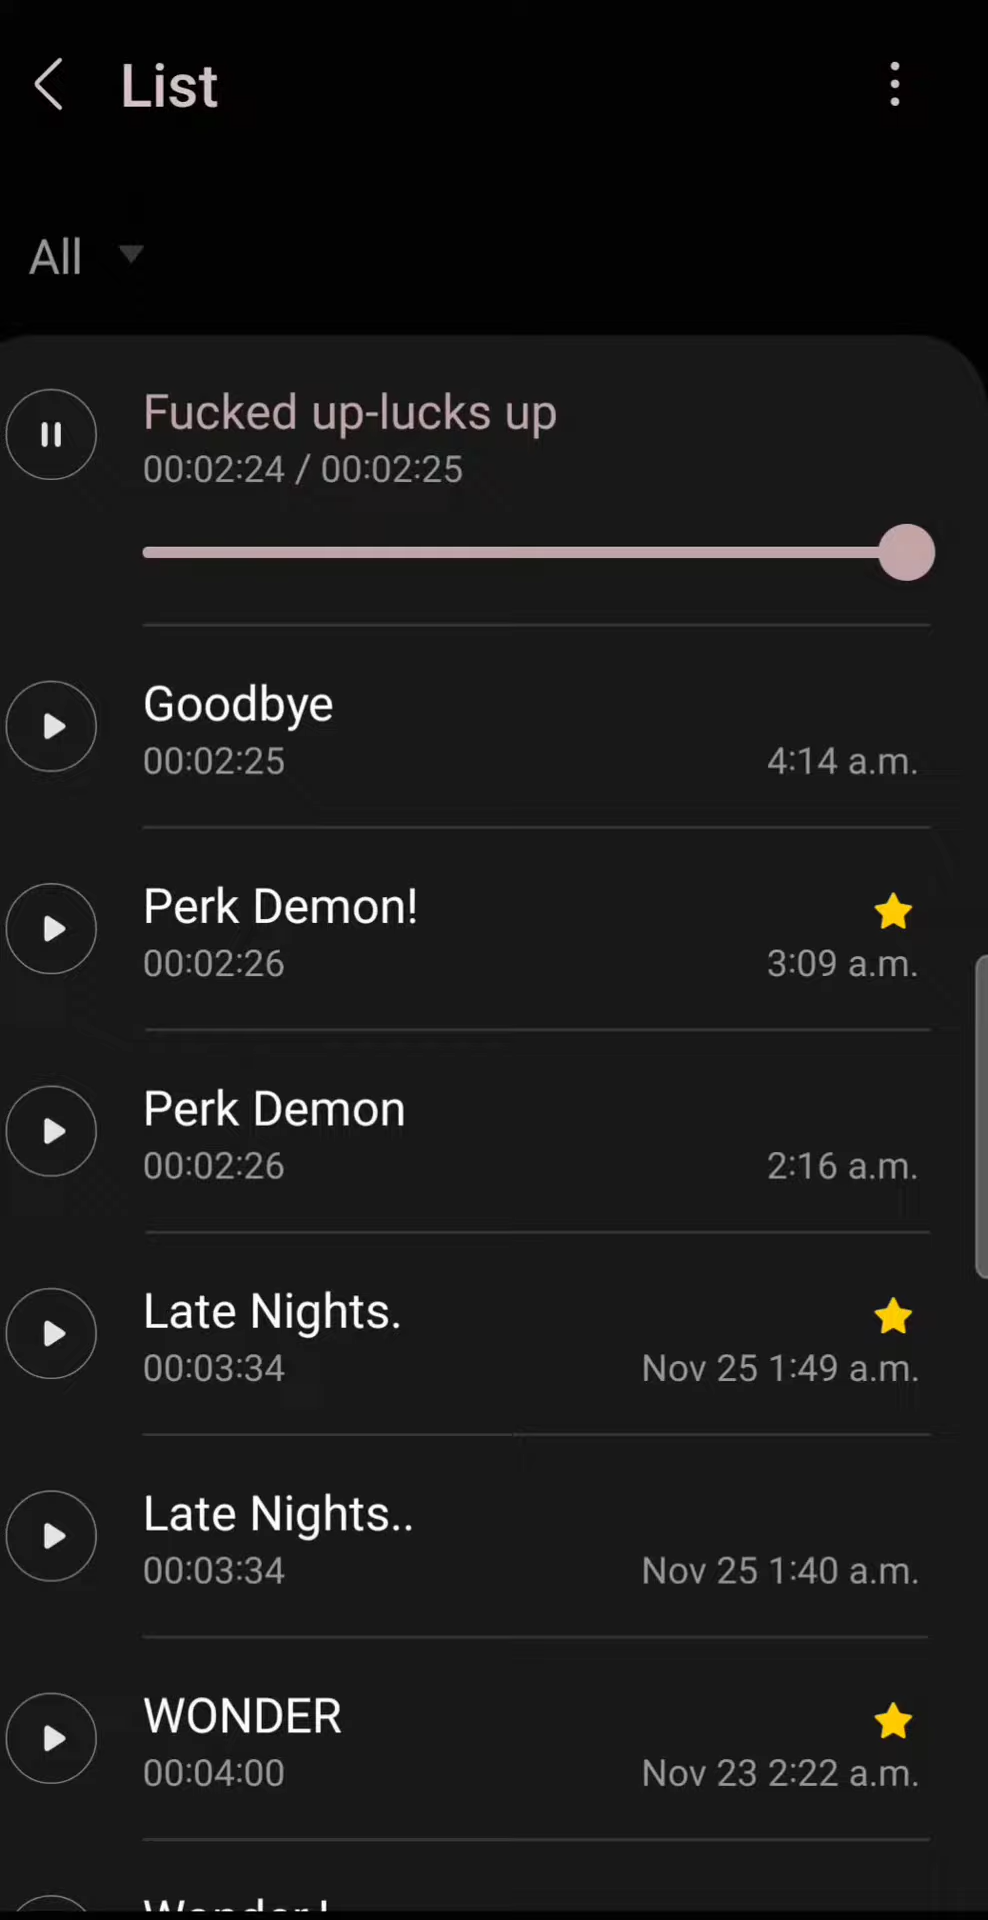 List
All
Fucked up-lucks up
00:02:24 / 00:02:25
Goodbye
00:02:25 4:14 a.m.
Perk Demon!
00:02:26 3:09 a.m.
Perk Demon
00:02:26 2:16 a.m.
Late Nights.
00:03:34 Nov 25 1:49 a.m.
Late Nights..
00:03:34 Nov 25 1:40 a.m.
WONDER
00:04:00 Nov 23 2:22 a.m.